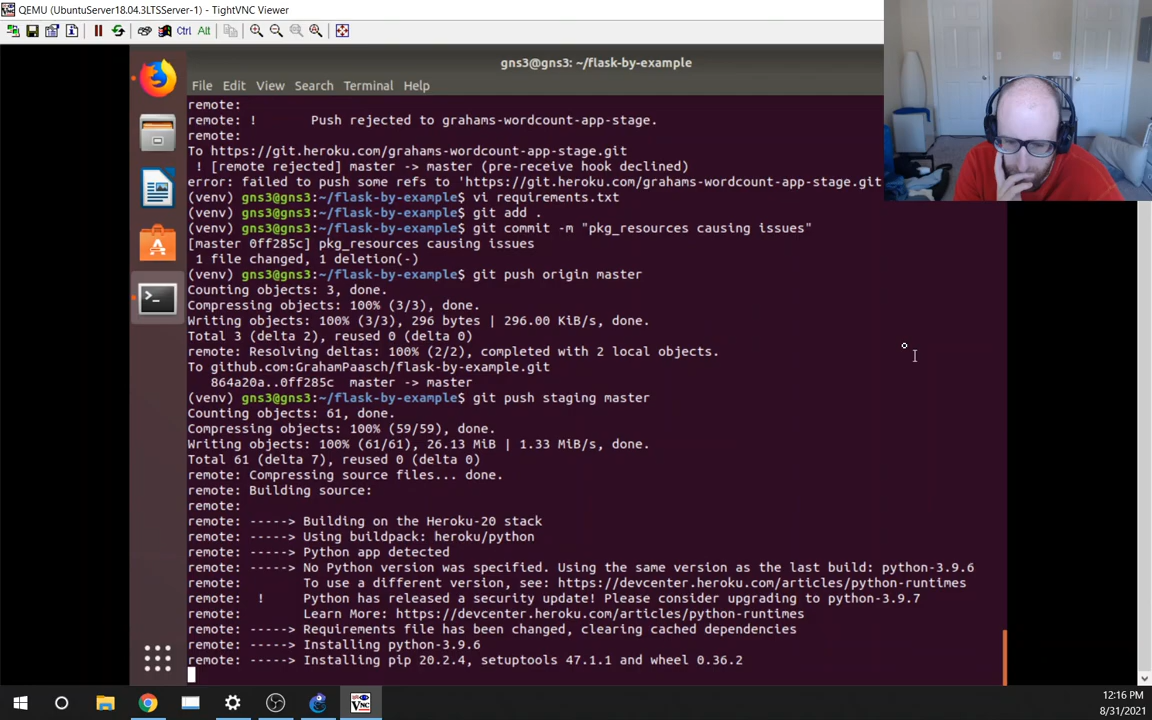 QEMU (UbuntuServer18.04.3LTSServer-1) - TightVNC Viewer
Ctrl Alt
gns3@gns3: ~/flask-by-example
File Edit View Search Terminal Help
remote:
remote: ! Push rejected to grahams-wordcount-app-stage.
remote:
To https://git.heroku.com/grahams-wordcount-app-stage.git
! [remote rejected] master -> master (pre-receive hook declined)
error: failed to push some refs to 'https://git.heroku.com/grahams-wordcount-app-stage.git
(venv) gns3@gns3:~/flask-by-example$ vi requirements.txt
(venv) gns3@gns3:~/flask-by-example$ git add .
(venv) gns3@gns3:~/flask-by-example$ git commit -m "pkg_resources causing issues"
[master 0ff285c] pkg_resources causing issues
1 file changed, 1 deletion(-)
(venv) gns3@gns3:~/flask-by-example$ git push origin master
Counting objects: 3, done.
Compressing objects: 100% (3/3), done.
Writing objects: 100% (3/3), 296 bytes | 296.00 KiB/s, done.
Total 3 (delta 2), reused 0 (delta 0)
remote: Resolving deltas: 100% (2/2), completed with 2 local objects.
To github.com:GrahamPaasch/flask-by-example.git
864a20a..0ff285c master -> master
(venv) gns3@gns3:~/flask-by-example$ git push staging master
Counting objects: 61, done.
Compressing objects: 100% (59/59), done.
Writing objects: 100% (61/61), 26.13 MiB | 1.33 MiB/s, done.
Total 61 (delta 7), reused 0 (delta 0)
remote: Compressing source files... done.
remote: Building source:
remote:
remote: -----> Building on the Heroku-20 stack
remote: -----> Using buildpack: heroku/python
remote: -----> Python app detected
remote: -----> No Python version was specified. Using the same version as the last build: python-3.9.6
remote: To use a different version, see: https://devcenter.heroku.com/articles/python-runtimes
remote: ! Python has released a security update! Please consider upgrading to python-3.9.7
remote: Learn More: https://devcenter.heroku.com/articles/python-runtimes
remote: -----> Requirements file has been changed, clearing cached dependencies
remote: -----> Installing python-3.9.6
remote: -----> Installing pip 20.2.4, setuptools 47.1.1 and wheel 0.36.2
12:16 PM
8/31/2021